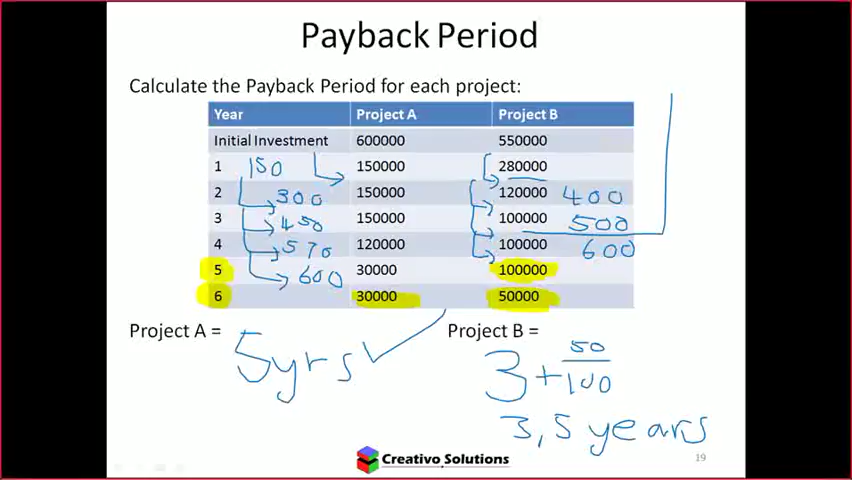 Payback Period
Calculate the Payback Period for each project:
Year Project A Project B
Initial Investment 600000 550000
1 150 150000 280000
2 300 150000 120000 400
3 450 150000 100000 500
4 570 120000 100000 600
5 600 30000 100000
6 30000 50000
Project A = 5yrs
Project B =
3 + 50/100
3,5 years
Creativo Solutions
19